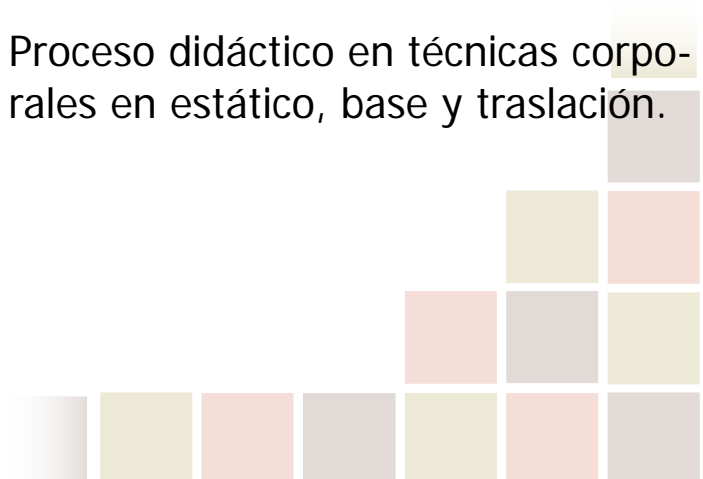 Proceso didáctico en técnicas corpo-
rales en estático, base y traslación.